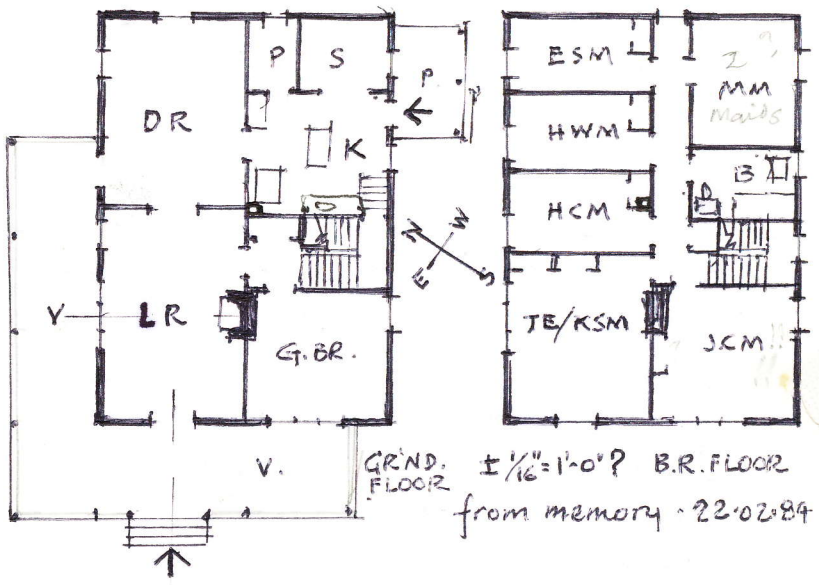 P
S
P
DR
K
D
V
LR
G.BR.
V.
GR'ND.
FLOOR
N
W
E
S
ESM
HWM
HCM
TE/KSM
2 ?
MM
Maids
B
JCM!!
!!
± 1/16"=1'-0"? B.R. FLOOR
from memory · 22·02·84